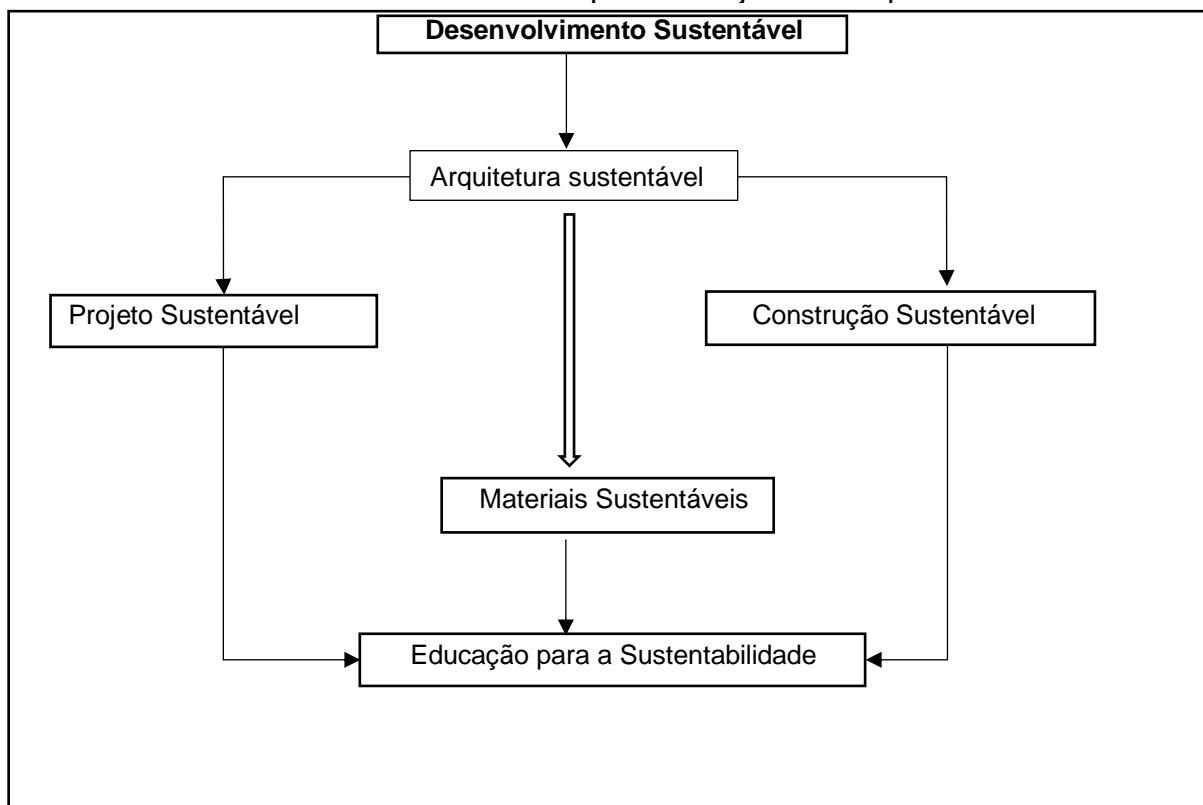 Desenvolvimento Sustentável
Arquitetura sustentável
Projeto Sustentável
Construção Sustentável
Materiais Sustentáveis
Educação para a Sustentabilidade